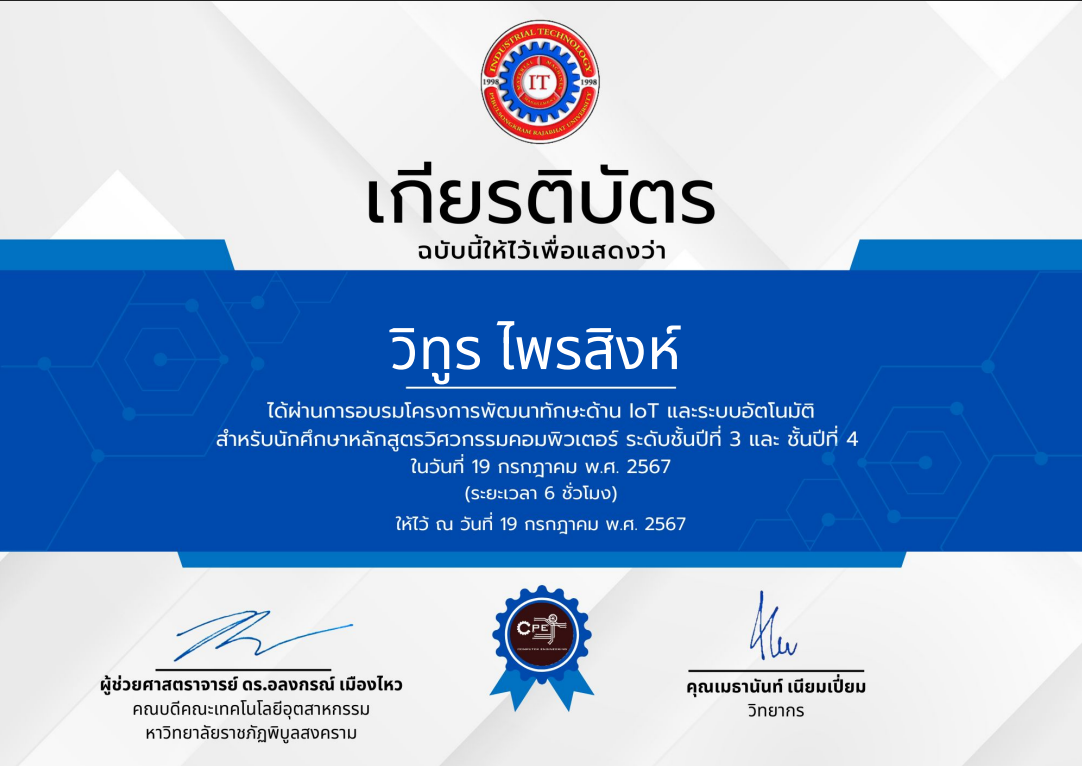 INDUSTRIAL TECHNOLOGY
1998 IT 1998
PIBULSONGKRAM RAJABHAT UNIVERSITY
เกียรติบัตร
ฉบับนี้ให้ไว้เพื่อแสดงว่า
วิทูร ไพรสิงห์
ได้ผ่านการอบรมโครงการพัฒนาทักษะด้าน IoT และระบบอัตโนมัติ
สำหรับนักศึกษาหลักสูตรวิศวกรรมคอมพิวเตอร์ ระดับชั้นปีที่ 3 และ ชั้นปีที่ 4
ในวันที่ 19 กรกฎาคม พ.ศ. 2567
(ระยะเวลา 6 ชั่วโมง)
ให้ไว้ ณ วันที่ 19 กรกฎาคม พ.ศ. 2567
CPE
COMPUTER ENGINEERING
ผู้ช่วยศาสตราจารย์ ดร.อลงกรณ์ เมืองไหว
คณบดีคณะเทคโนโลยีอุตสาหกรรม
หาวิทยาลัยราชภัฏพิบูลสงคราม
คุณเมธานันท์ เนียมเปี่ยม
วิทยากร